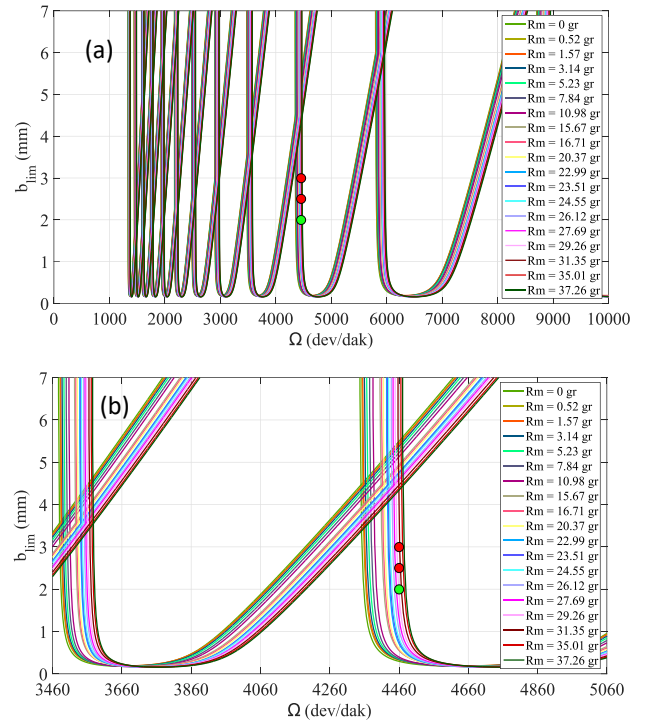 (a)
7
6
5
4
3
2
1
0
b_lim (mm)
0 1000 2000 3000 4000 5000 6000 7000 8000 9000 10000
Ω (dev/dak)
Rm = 0 gr
Rm = 0.52 gr
Rm = 1.57 gr
Rm = 3.14 gr
Rm = 5.23 gr
Rm = 7.84 gr
Rm = 10.98 gr
Rm = 15.67 gr
Rm = 16.71 gr
Rm = 20.37 gr
Rm = 22.99 gr
Rm = 23.51 gr
Rm = 24.55 gr
Rm = 26.12 gr
Rm = 27.69 gr
Rm = 29.26 gr
Rm = 31.35 gr
Rm = 35.01 gr
Rm = 37.26 gr
(b)
7
6
5
4
3
2
1
0
b_lim (mm)
3460 3660 3860 4060 4260 4460 4660 4860 5060
Ω (dev/dak)
Rm = 0 gr
Rm = 0.52 gr
Rm = 1.57 gr
Rm = 3.14 gr
Rm = 5.23 gr
Rm = 7.84 gr
Rm = 10.98 gr
Rm = 15.67 gr
Rm = 16.71 gr
Rm = 20.37 gr
Rm = 22.99 gr
Rm = 23.51 gr
Rm = 24.55 gr
Rm = 26.12 gr
Rm = 27.69 gr
Rm = 29.26 gr
Rm = 31.35 gr
Rm = 35.01 gr
Rm = 37.26 gr